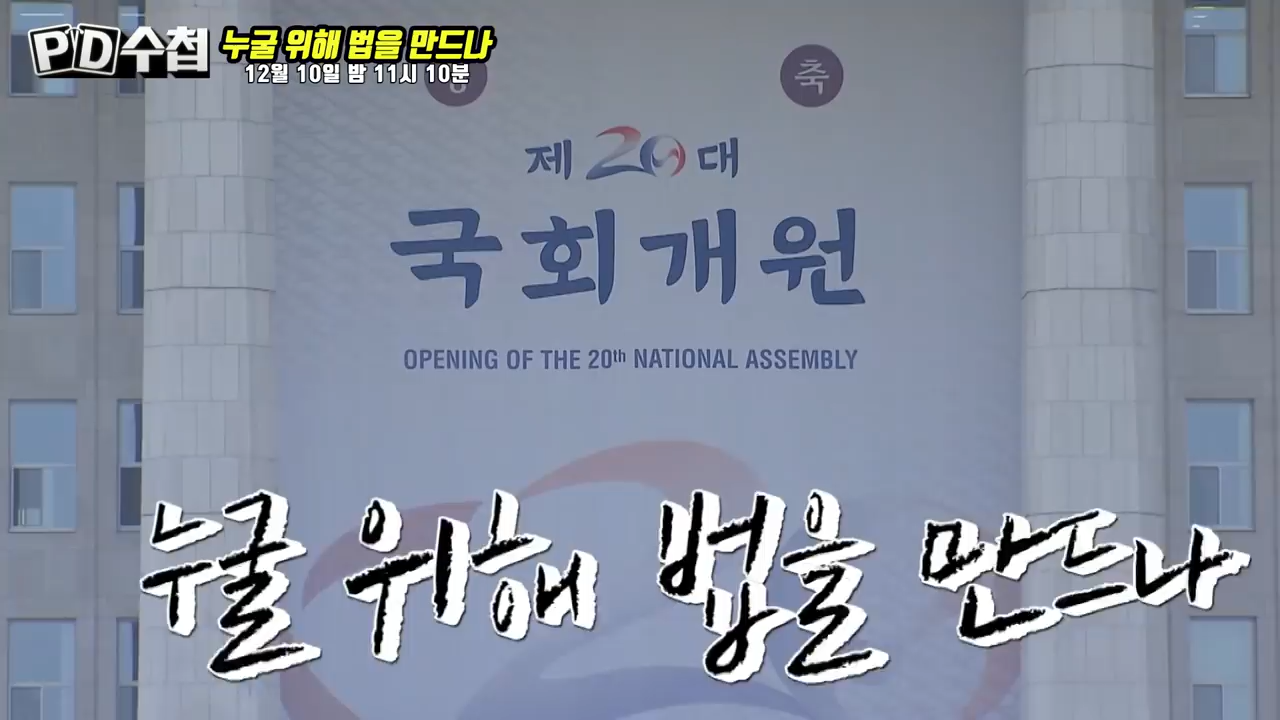 PD수첩
누굴 위해 법을 만드나
12월 10일 밤 11시 10분
축
제20대
국회개원
OPENING OF THE 20th NATIONAL ASSEMBLY
누굴 위해 법을 만드나